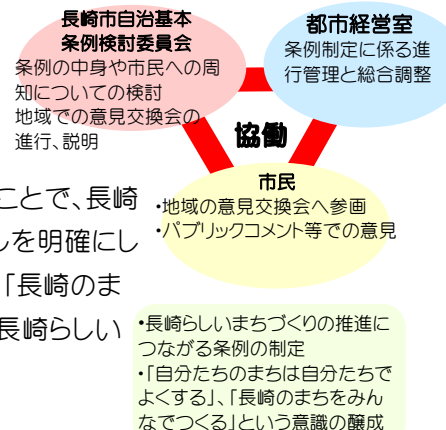 長崎市自治基本
条例検討委員会
条例の中身や市民への周
知についての検討
地域での意見交換会の
進行、説明
都市経営室
条例制定に係る進
行管理と総合調整
協働
市民
・地域の意見交換会へ参画
・パブリックコメント等での意見
ことで、長崎
しを明確にし
「長崎のま
長崎らしい
・長崎らしいまちづくりの推進に
つながる条例の制定
・「自分たちのまちは自分たちで
よくする」、「長崎のまちをみん
なでつくる」という意識の醸成